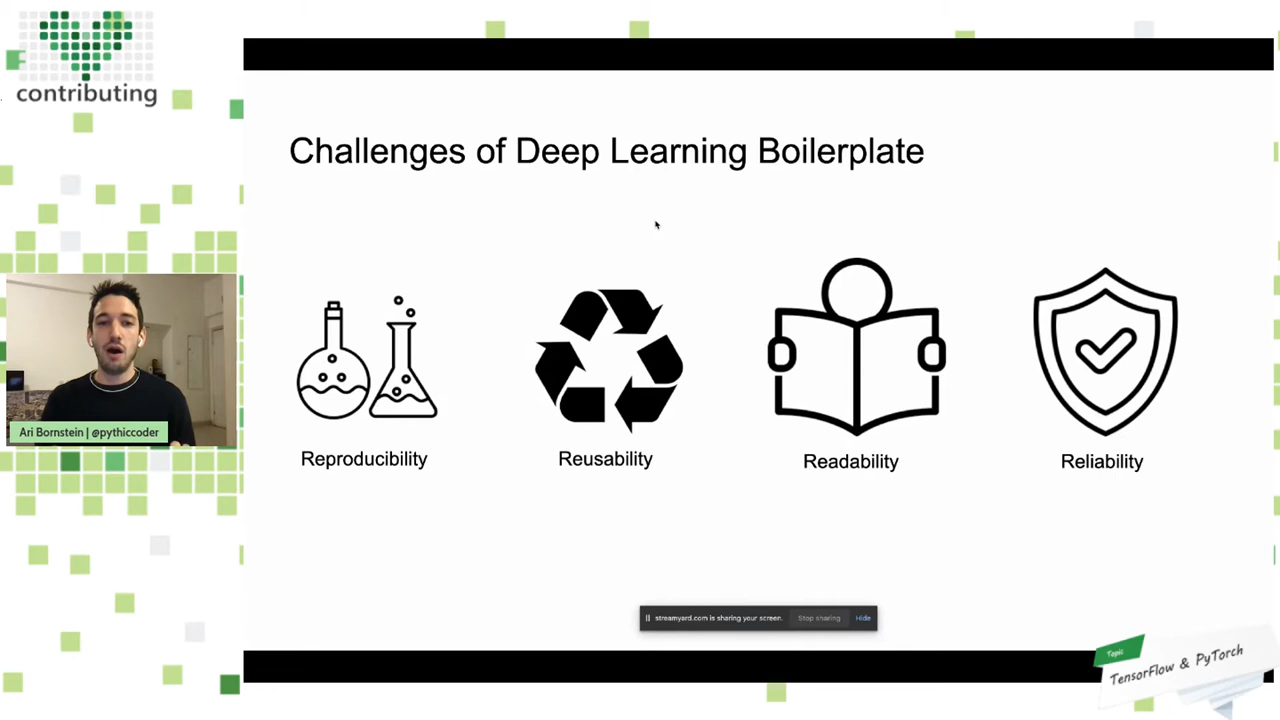 contributing
Challenges of Deep Learning Boilerplate
Reproducibility
Reusability
Readability
Reliability
Ari Bornstein | @pythiccoder
streamyard.com is sharing your screen.
Stop sharing
Hide
Topic
TensorFlow & PyTorch